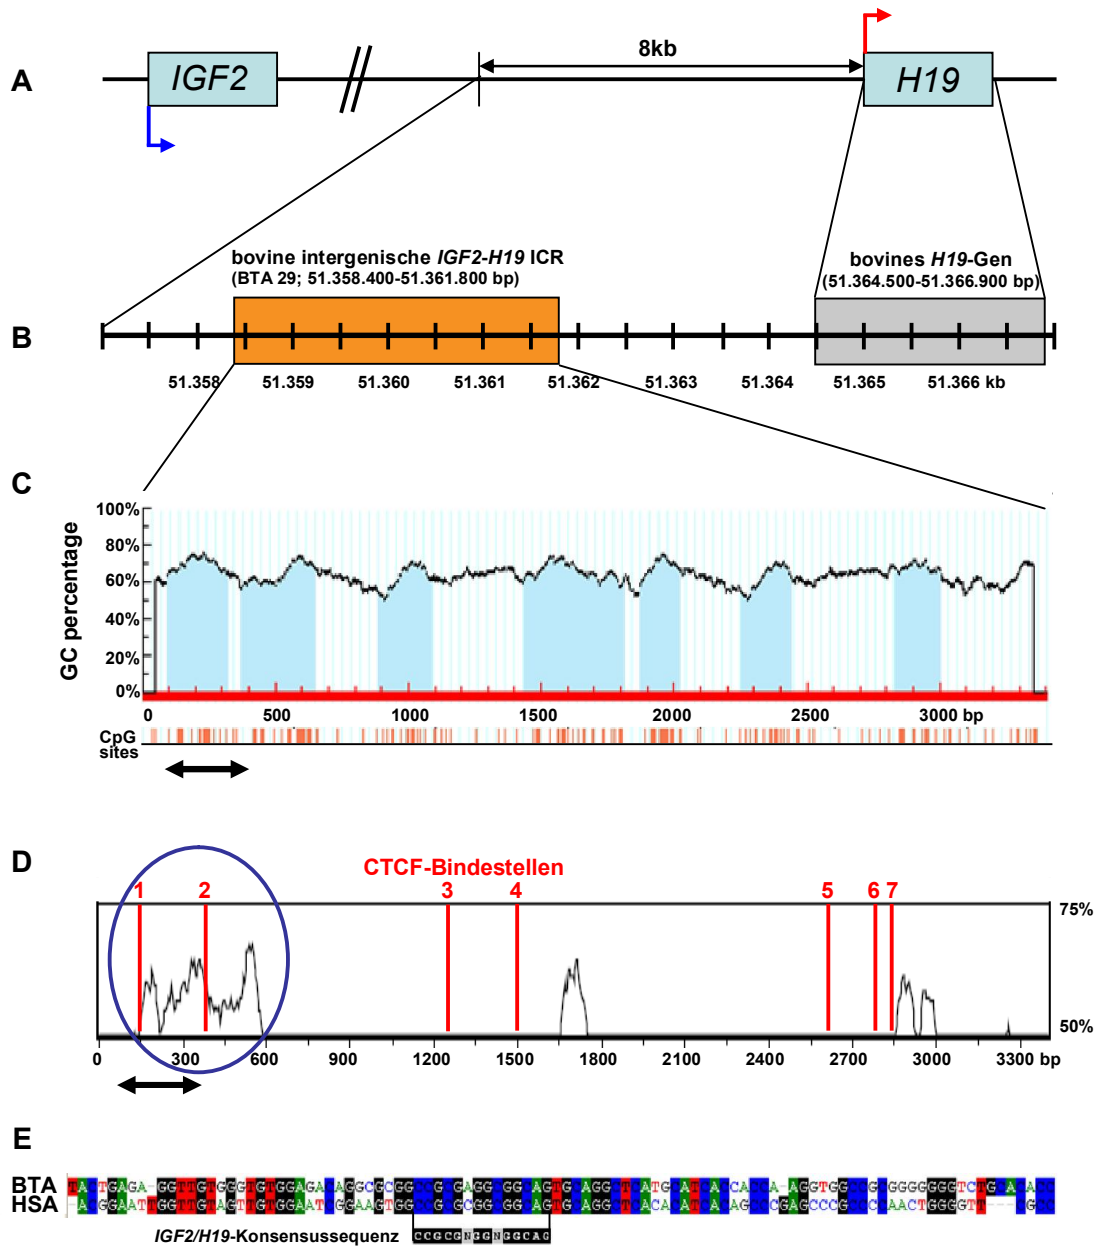 A
IGF2
8kb
H19
bovine intergenische IGF2-H19 ICR
(BTA 29; 51.358.400-51.361.800 bp)
bovines H19-Gen
(51.364.500-51.366.900 bp)
B
51.358 51.359 51.360 51.361 51.362 51.363 51.364 51.365 51.366 kb
C
GC percentage
100%
80%
60%
40%
20%
0%
0 500 1000 1500 2000 2500 3000 bp
CpG
sites
D
CTCF-Bindestellen
1 2 3 4 5 6 7
75%
50%
0 300 600 900 1200 1500 1800 2100 2400 2700 3000 3300 bp
E
BTA
HSA
IGF2/H19-Konsensussequenz CCGCGNGGNGGCAG